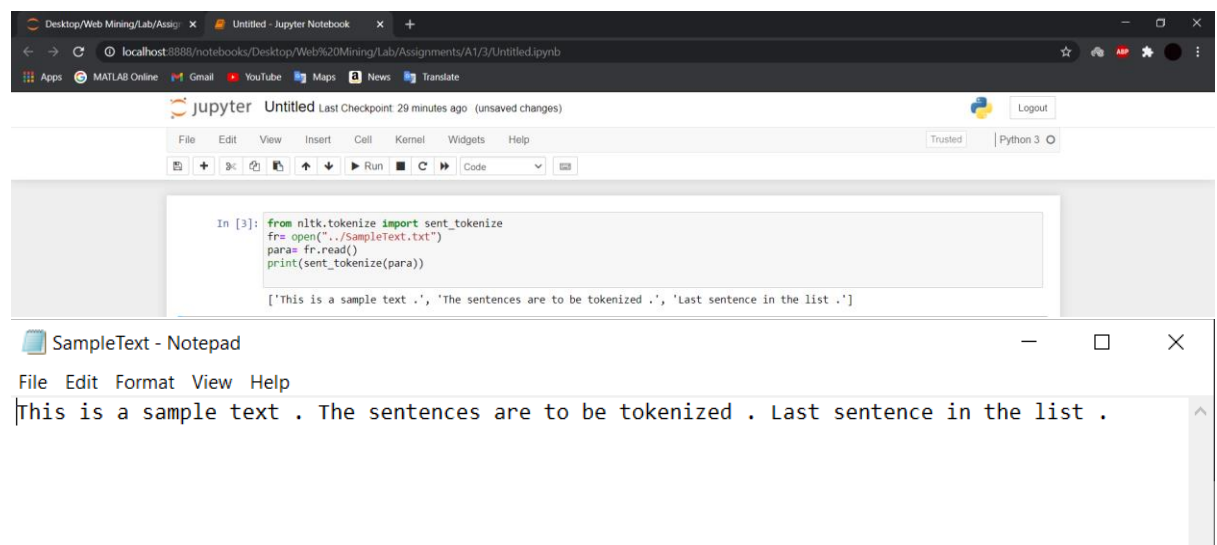 Desktop/Web Mining/Lab/Assig Untitled - Jupyter Notebook
localhost:8888/notebooks/Desktop/Web%20Mining/Lab/Assignments/A1/3/Untitled.ipynb ABP
Apps MATLAB Online Gmail YouTube Maps a News Translate
jupyter Untitled Last Checkpoint: 29 minutes ago (unsaved changes) Logout
File Edit View Insert Cell Kernel Widgets Help Trusted Python 3
Run Code
In [3]: from nltk.tokenize import sent_tokenize
fr= open("../SampleText.txt")
para= fr.read()
print(sent_tokenize(para))
['This is a sample text .', 'The sentences are to be tokenized .', 'Last sentence in the list .']
SampleText - Notepad
File Edit Format View Help
This is a sample text . The sentences are to be tokenized . Last sentence in the list .